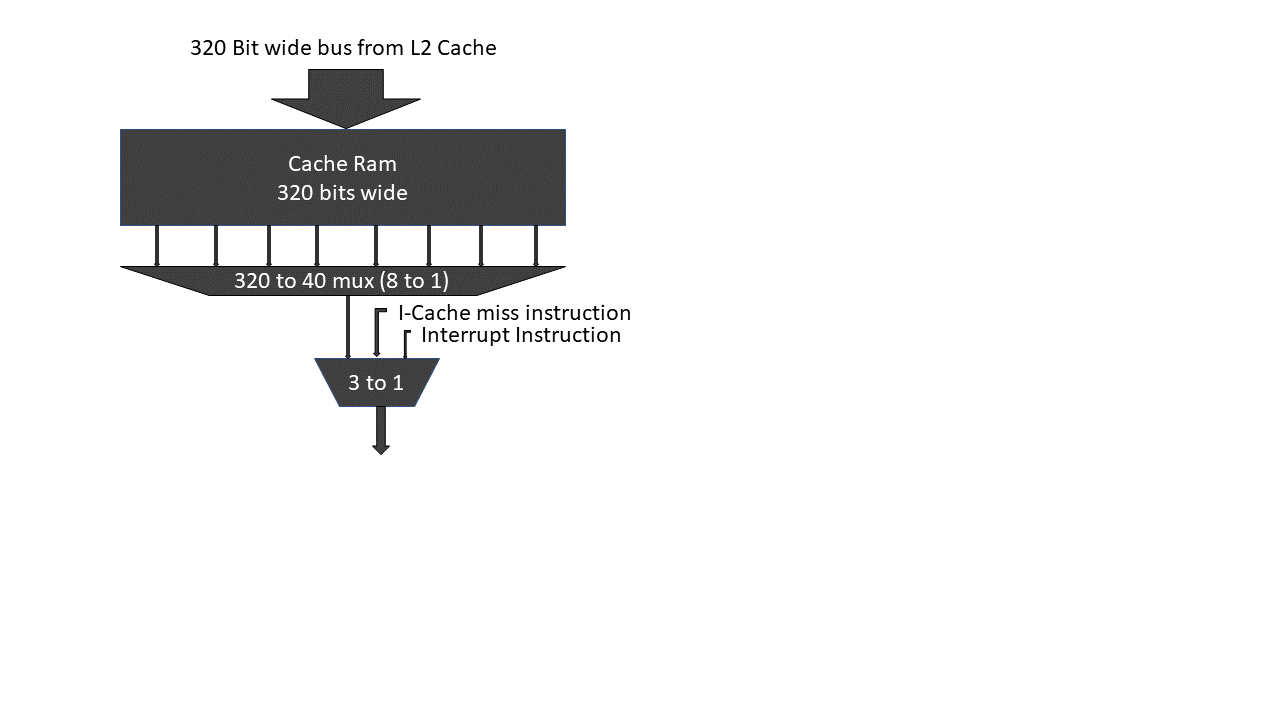 320 Bit wide bus from L2 Cache
Cache Ram
320 bits wide
320 to 40 mux (8 to 1)
I-Cache miss instruction
Interrupt Instruction
3 to 1